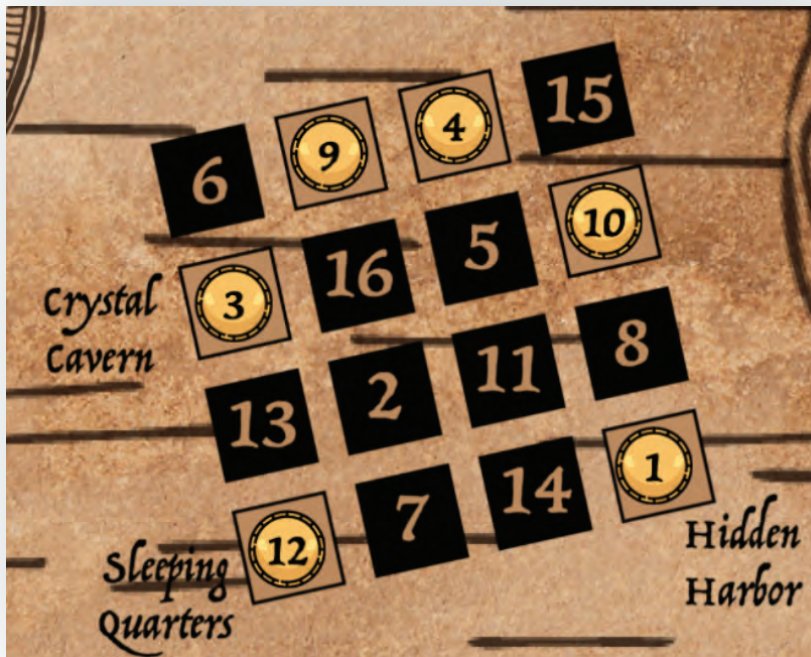 6 9 4 15
3 16 5 10
13 2 11 8
12 7 14 1
Crystal
Cavern
Sleeping
Quarters
Hidden
Harbor